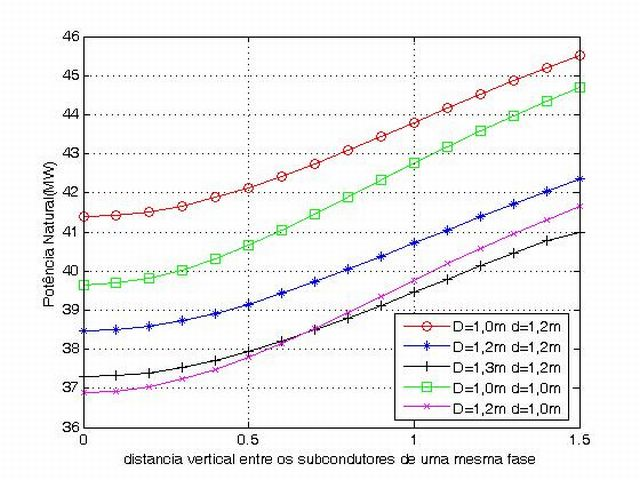 46
45
44
43
42
41
40
39
38
37
36
Potência Natural(MW)
0
0.5
1
1.5
distancia vertical entre os subcondutores de uma mesma fase
D=1,0m d=1,2m
D=1,2m d=1,2m
D=1,3m d=1,2m
D=1,0m d=1,0m
D=1,2m d=1,0m